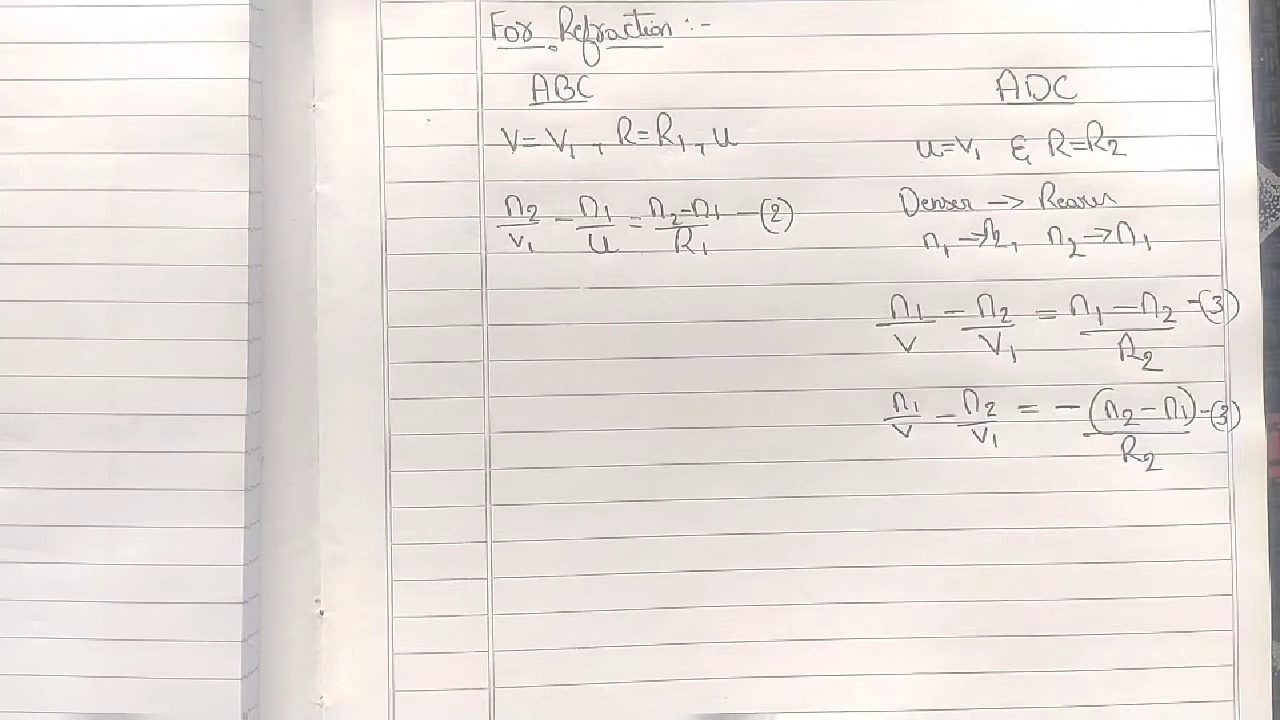 For Refraction :-
ABC
V = V₁, R = R₁, u
n₂/v₁ - n₁/u = n₂-n₁/R₁ -(2)
ADC
u = v₁ & R = R₂
Denser → Rearer
n₁ → n₂, n₂ → n₁
n₁/v - n₂/v₁ = n₁-n₂/R₂ -(3)
n₁/v - n₂/v₁ = -(n₂-n₁)/R₂ -(3)